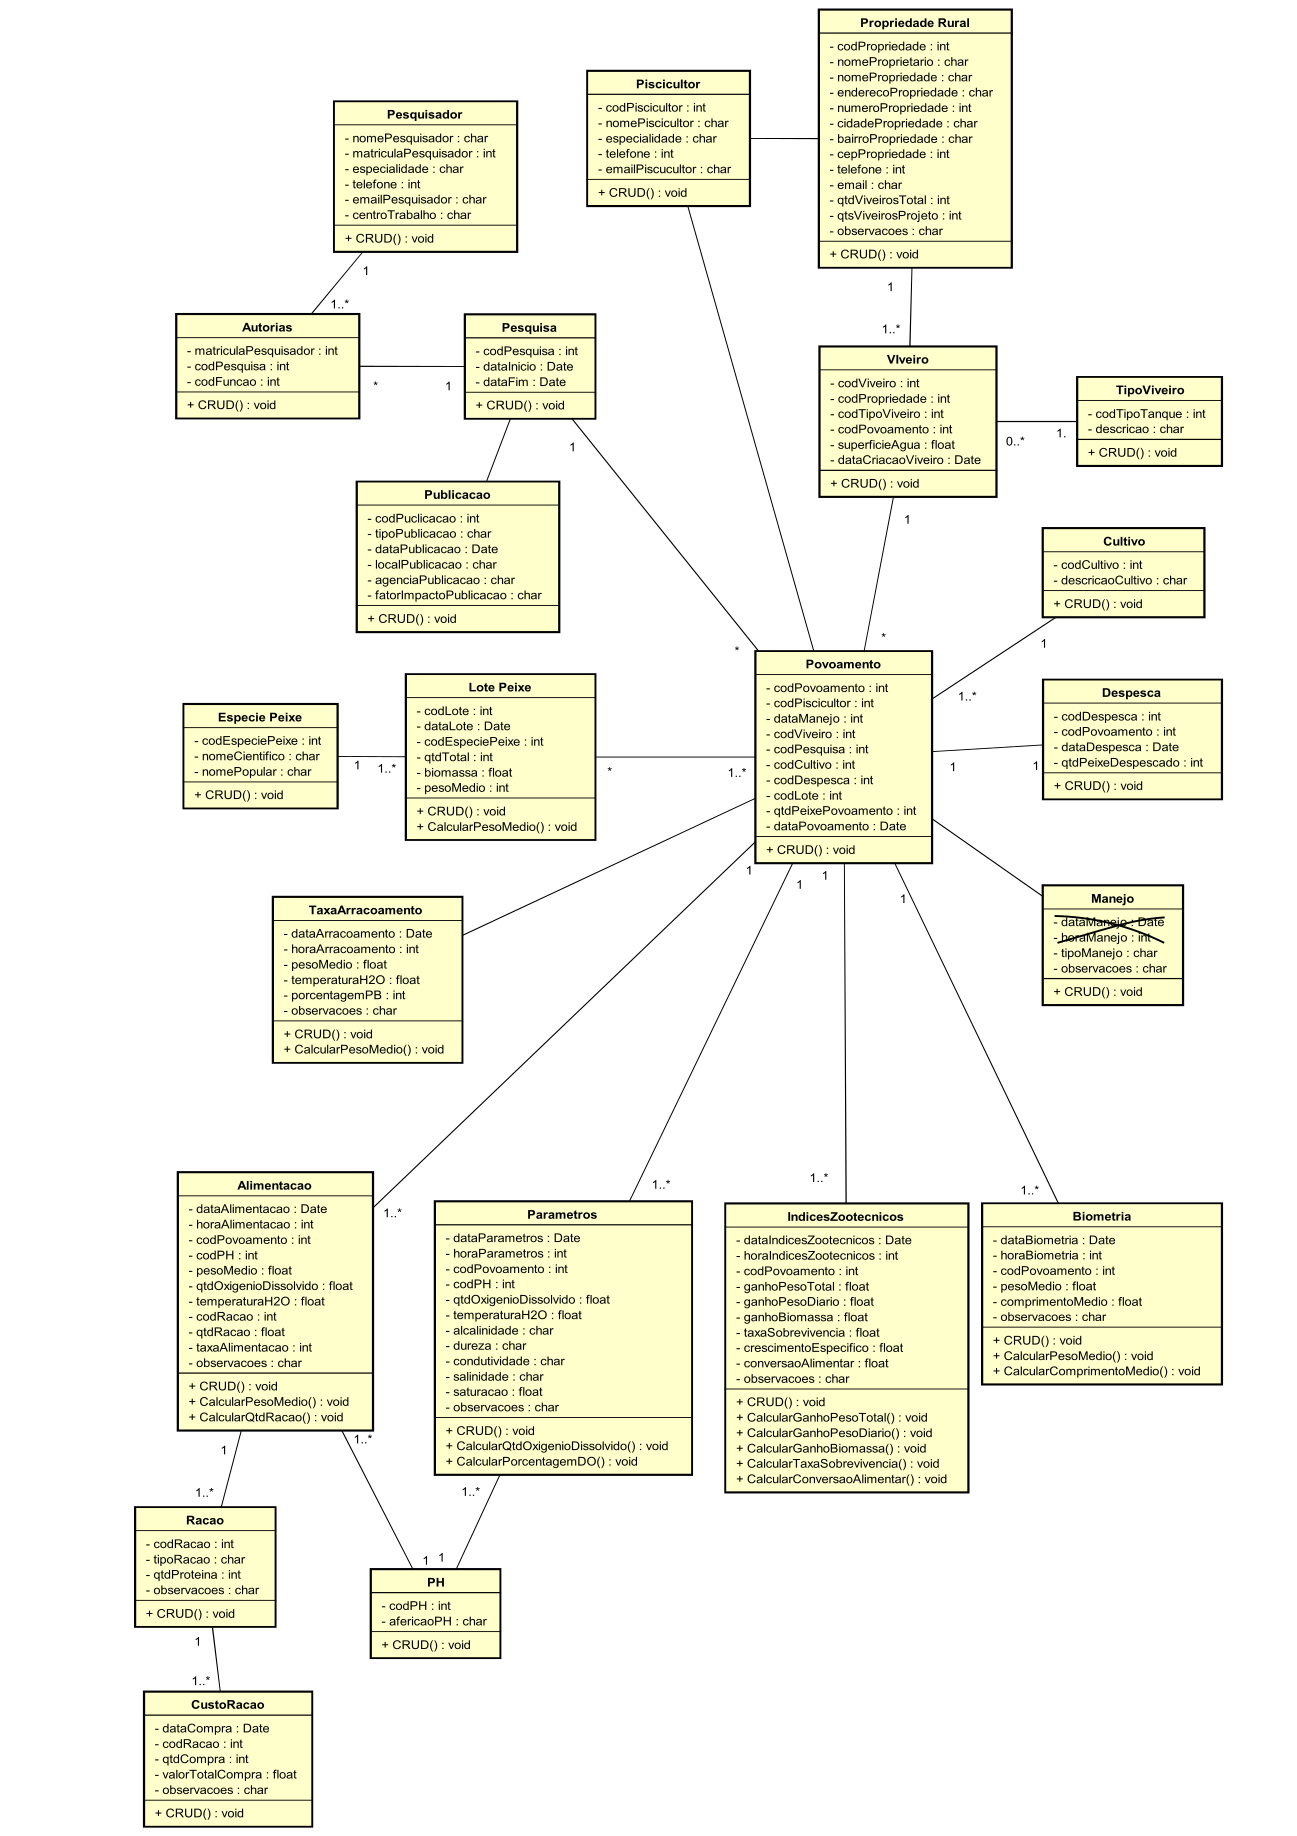 Propriedade Rural
- codPropriedade : int
- nomeProprietario : char
- nomePropriedade : char
- enderecoPropriedade : char
- numeroPropriedade : int
- cidadePropriedade : char
- bairroPropriedade : char
- cepPropriedade : int
- telefone : int
- email : char
- qtdViveirosTotal : int
- qtsViveirosProjeto : int
- observacoes : char
+ CRUD() : void
Piscicultor
- codPiscicultor : int
- nomePiscicultor : char
- especialidade : char
- telefone : int
- emailPiscucultor : char
+ CRUD() : void
Pesquisador
- nomePesquisador : char
- matriculaPesquisador : int
- especialidade : char
- telefone : int
- emailPesquisador : char
- centroTrabalho : char
+ CRUD() : void
1
1..*
1
1..*
Autorias
- matriculaPesquisador : int
- codPesquisa : int
- codFuncao : int
+ CRUD() : void
*
1
Pesquisa
- codPesquisa : int
- dataInicio : Date
- dataFim : Date
+ CRUD() : void
1
VIveiro
- codViveiro : int
- codPropriedade : int
- codTipoViveiro : int
- codPovoamento : int
- superficieAgua : float
- dataCriacaoViveiro : Date
+ CRUD() : void
0..*
1.
1
TipoViveiro
- codTipoTanque : int
- descricao : char
+ CRUD() : void
Publicacao
- codPuclicacao : int
- tipoPublicacao : char
- dataPublicacao : Date
- localPublicacao : char
- agenciaPublicacao : char
- fatorImpactoPublicacao : char
+ CRUD() : void
Cultivo
- codCultivo : int
- descricaoCultivo : char
+ CRUD() : void
1
1..*
*
*
Povoamento
- codPovoamento : int
- codPiscicultor : int
- dataManejo : int
- codViveiro : int
- codPesquisa : int
- codCultivo : int
- codDespesca : int
- codLote : int
- qtdPeixePovoamento : int
- dataPovoamento : Date
+ CRUD() : void
Lote Peixe
- codLote : int
- dataLote : Date
- codEspeciePeixe : int
- qtdTotal : int
- biomassa : float
- pesoMedio : int
+ CRUD() : void
+ CalcularPesoMedio() : void
*
1..*
Especie Peixe
- codEspeciePeixe : int
- nomeCientifico : char
- nomePopular : char
+ CRUD() : void
1
1..*
Despesca
- codDespesca : int
- codPovoamento : int
- dataDespesca : Date
- qtdPeixeDespescado : int
+ CRUD() : void
1
1
Manejo
- dataManejo : Date
- horaManejo : int
- tipoManejo : char
- observacoes : char
+ CRUD() : void
1
1
1
1
TaxaArracoamento
- dataArracoamento : Date
- horaArracoamento : int
- pesoMedio : float
- temperaturaH2O : float
- porcentagemPB : int
- observacoes : char
+ CRUD() : void
+ CalcularPesoMedio() : void
1..*
1..*
1..*
1..*
Alimentacao
- dataAlimentacao : Date
- horaAlimentacao : int
- codPovoamento : int
- codPH : int
- pesoMedio : float
- qtdOxigenioDissolvido : float
- temperaturaH2O : float
- codRacao : int
- qtdRacao : float
- taxaAlimentacao : int
- observacoes : char
+ CRUD() : void
+ CalcularPesoMedio() : void
+ CalcularQtdRacao() : void
Parametros
- dataParametros : Date
- horaParametros : int
- codPovoamento : int
- codPH : int
- qtdOxigenioDissolvido : float
- temperaturaH2O : float
- alcalinidade : char
- dureza : char
- condutividade : char
- salinidade : char
- saturacao : float
- observacoes : char
+ CRUD() : void
+ CalcularQtdOxigenioDissolvido() : void
+ CalcularPorcentagemDO() : void
IndicesZootecnicos
- dataIndicesZootecnicos : Date
- horaIndicesZootecnicos : int
- codPovoamento : int
- ganhoPesoTotal : float
- ganhoPesoDiario : float
- ganhoBiomassa : float
- taxaSobrevivencia : float
- crescimentoEspecifico : float
- conversaoAlimentar : float
- observacoes : char
+ CRUD() : void
+ CalcularGanhoPesoTotal() : void
+ CalcularGanhoPesoDiario() : void
+ CalcularGanhoBiomassa() : void
+ CalcularTaxaSobrevivencia() : void
+ CalcularConversaoAlimentar() : void
Biometria
- dataBiometria : Date
- horaBiometria : int
- codPovoamento : int
- pesoMedio : float
- comprimentoMedio : float
- observacoes : char
+ CRUD() : void
+ CalcularPesoMedio() : void
+ CalcularComprimentoMedio() : void
1
1..*
1..*
1..*
1
1
Racao
- codRacao : int
- tipoRacao : char
- qtdProteina : int
- observacoes : char
+ CRUD() : void
PH
- codPH : int
- afericaoPH : char
+ CRUD() : void
1
1..*
CustoRacao
- dataCompra : Date
- codRacao : int
- qtdCompra : int
- valorTotalCompra : float
- observacoes : char
+ CRUD() : void